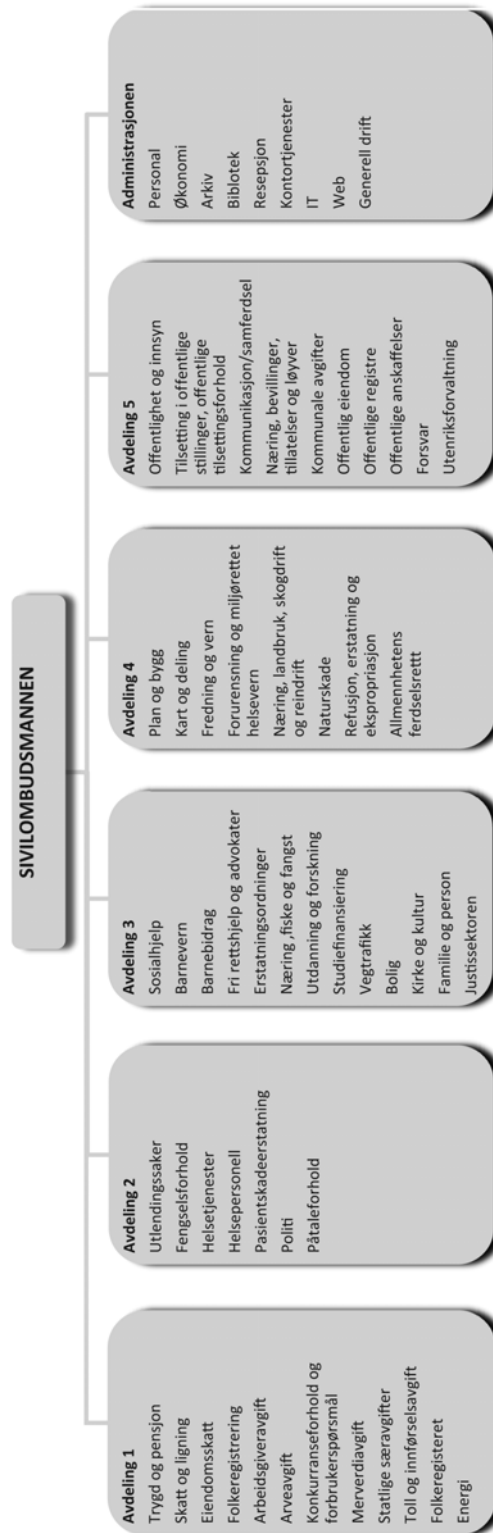 SIVILOMBUDSMANNEN
Avdeling 1
Trygd og pensjon
Skatt og ligning
Eiendomsskatt
Folkeregistrering
Arbeidsgiveravgift
Arveavgift
Konkurranseforhold og
forbrukerspørsmål
Merverdiavgift
Statlige særavgifter
Toll og innførselsavgift
Folkeregisteret
Energi
Avdeling 2
Utlendingssaker
Fengselsforhold
Helsetjenester
Helsepersonell
Pasientskadeerstatning
Politi
Påtaleforhold
Avdeling 3
Sosialhjelp
Barnevern
Barnebidrag
Fri rettshjelp og advokater
Erstatningsordninger
Næring ,fiske og fangst
Utdanning og forskning
Studiefinansiering
Vegtrafikk
Bolig
Kirke og kultur
Familie og person
Justissektoren
Avdeling 4
Plan og bygg
Kart og deling
Fredning og vern
Forurensning og miljørettet
helsevern
Næring, landbruk, skogdrift
og reindrift
Naturskade
Refusjon, erstatning og
ekspropriasjon
Allmennhetens
ferdselsrettt
Avdeling 5
Offentlighet og innsyn
Tilsetting i offentlige
stillinger, offentlige
tilsettingsforhold
Kommunikasjon/samferdsel
Næring, bevillinger,
tillatelser og løyver
Kommunale avgifter
Offentlig eiendom
Offentlige registre
Offentlige anskaffelser
Forsvar
Utenriksforvaltning
Administrasjonen
Personal
Økonomi
Arkiv
Bibliotek
Resepsjon
Kontortjenester
IT
Web
Generell drift